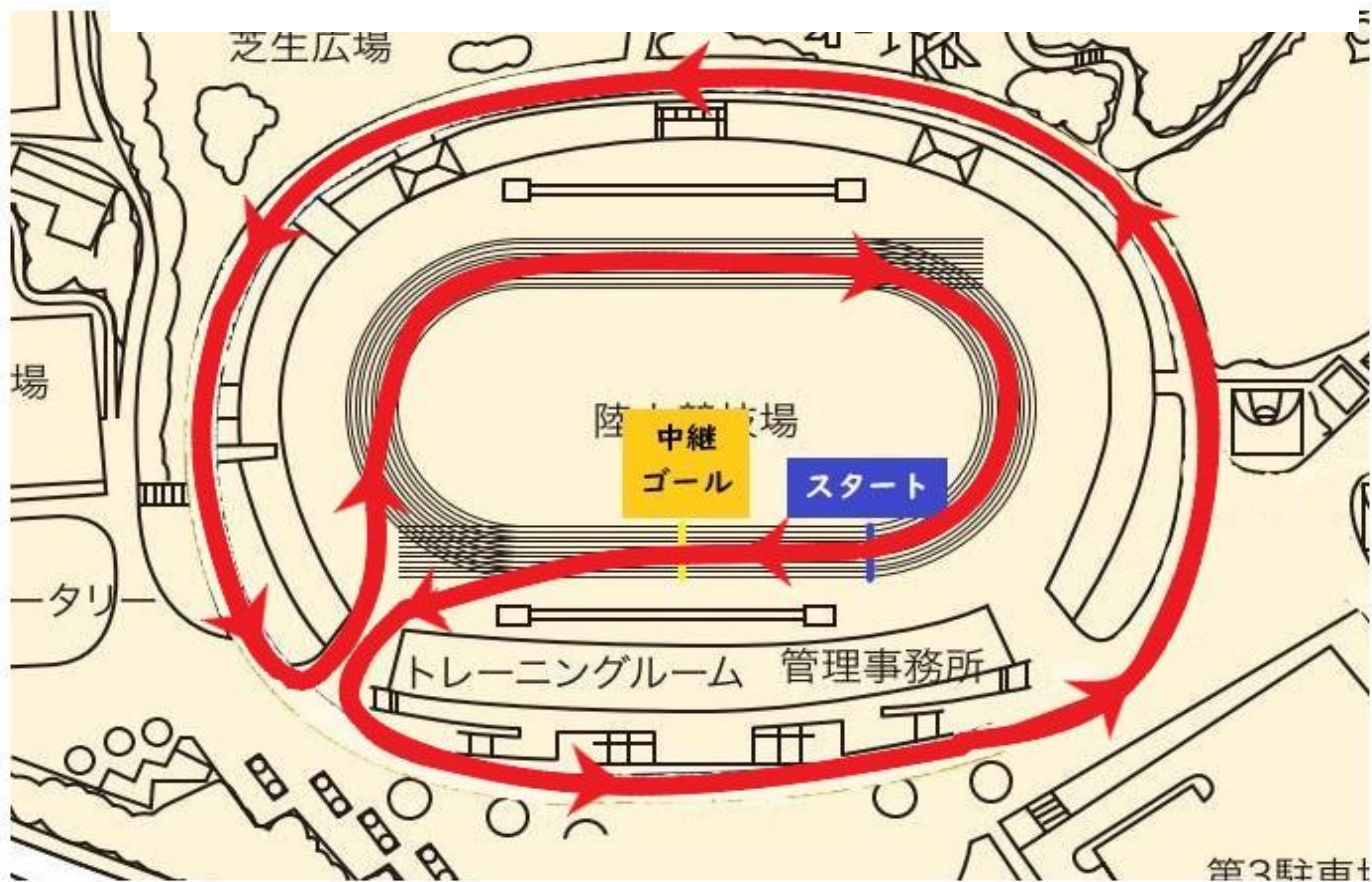 芝生広場
場
陸上競技場
中継
ゴール
スタート
ータリー
トレーニングルーム
管理事務所
第3駐車場